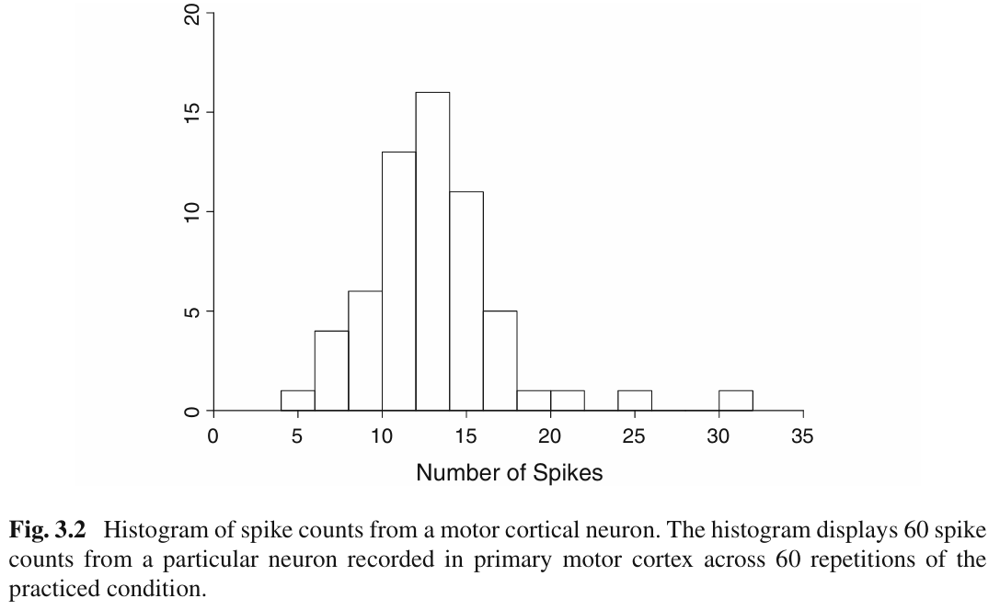 20
15
10
5
0
0 5 10 15 20 25 30 35
Number of Spikes
Fig. 3.2 Histogram of spike counts from a motor cortical neuron. The histogram displays 60 spike
counts from a particular neuron recorded in primary motor cortex across 60 repetitions of the
practiced condition.